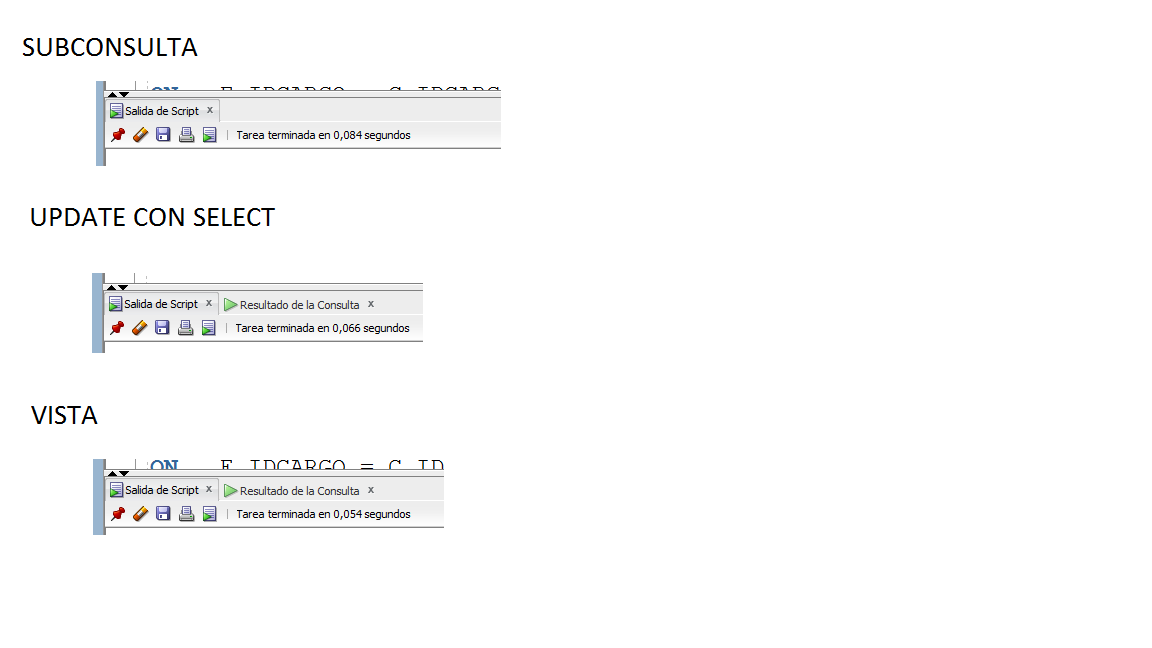 SUBCONSULTA
ON E.IDCARGO = C.IDCARG
Salida de Script x
Tarea terminada en 0,084 segundos
UPDATE CON SELECT
Salida de Script x Resultado de la Consulta x
Tarea terminada en 0,066 segundos
VISTA
ON E.IDCARGO = C.ID
Salida de Script x Resultado de la Consulta x
Tarea terminada en 0,054 segundos